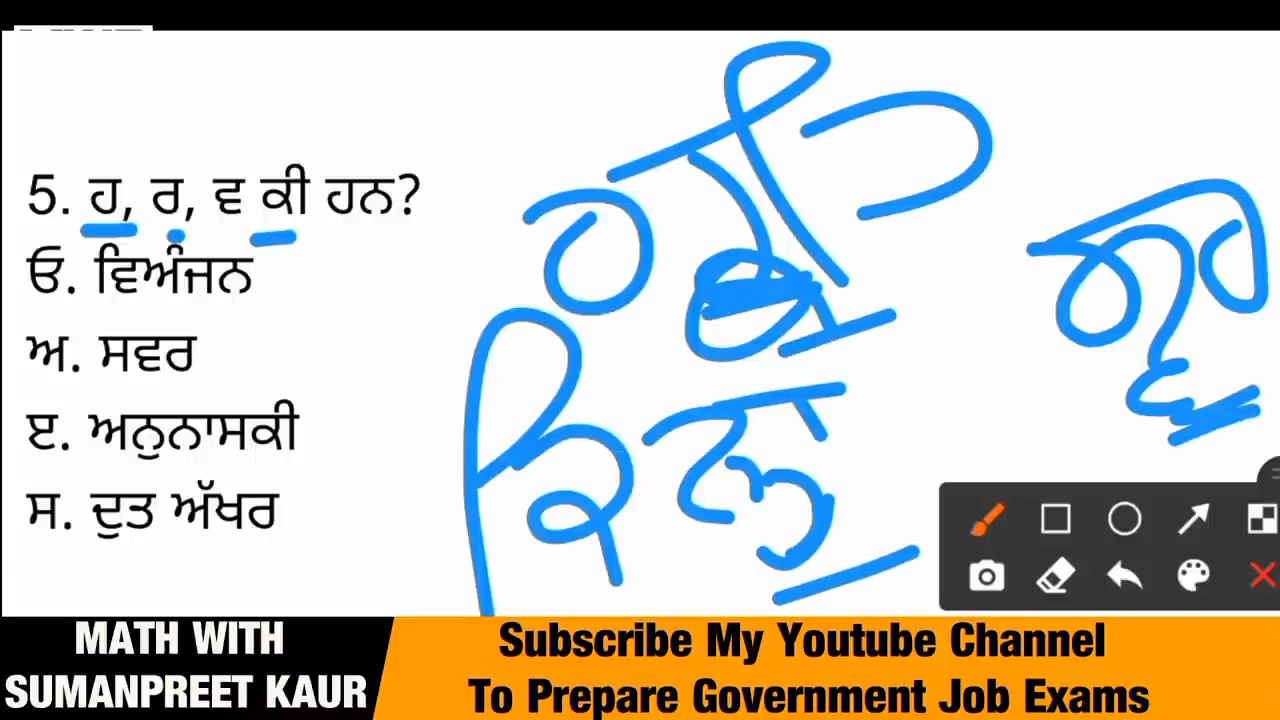 5. ਹ, ਰ, ਵ ਕੀ ਹਨ?
ੳ. ਵਿਅੰਜਨ
ਅ. ਸਵਰ
ੲ. ਅਨੁਨਾਸਕੀ
ਸ. ਦੁਤ ਅੱਖਰ
MATH WITH
SUMANPREET KAUR
Subscribe My Youtube Channel
To Prepare Government Job Exams